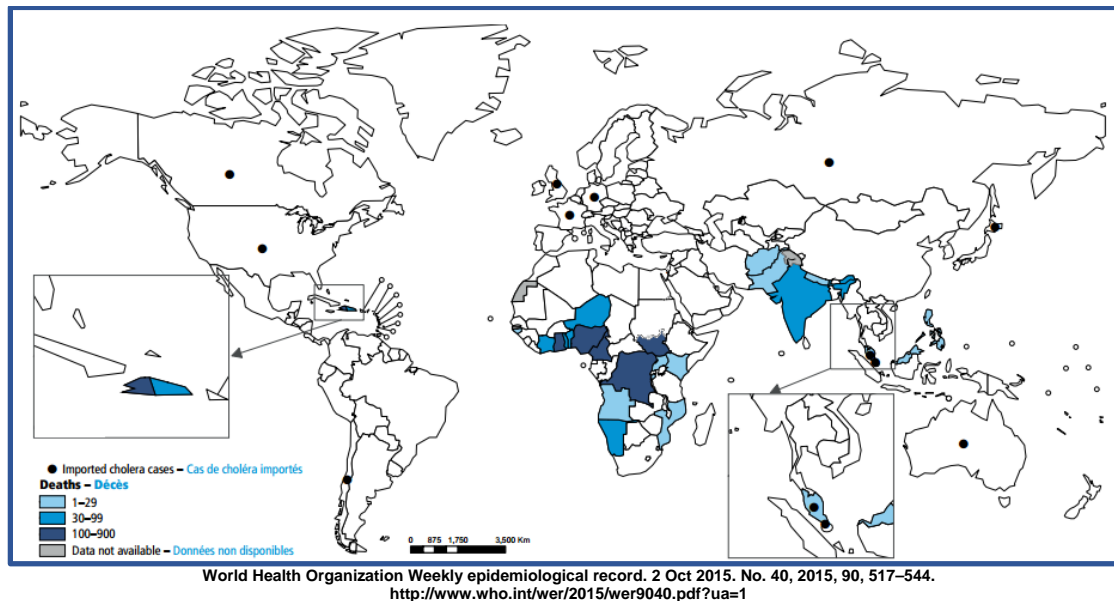 ● Imported cholera cases – Cas de choléra importés
Deaths – Décès
1–29
30–99
100–900
Data not available – Données non disponibles
0 875 1,750 3,500 Km
World Health Organization Weekly epidemiological record. 2 Oct 2015. No. 40, 2015, 90, 517–544.
http://www.who.int/wer/2015/wer9040.pdf?ua=1